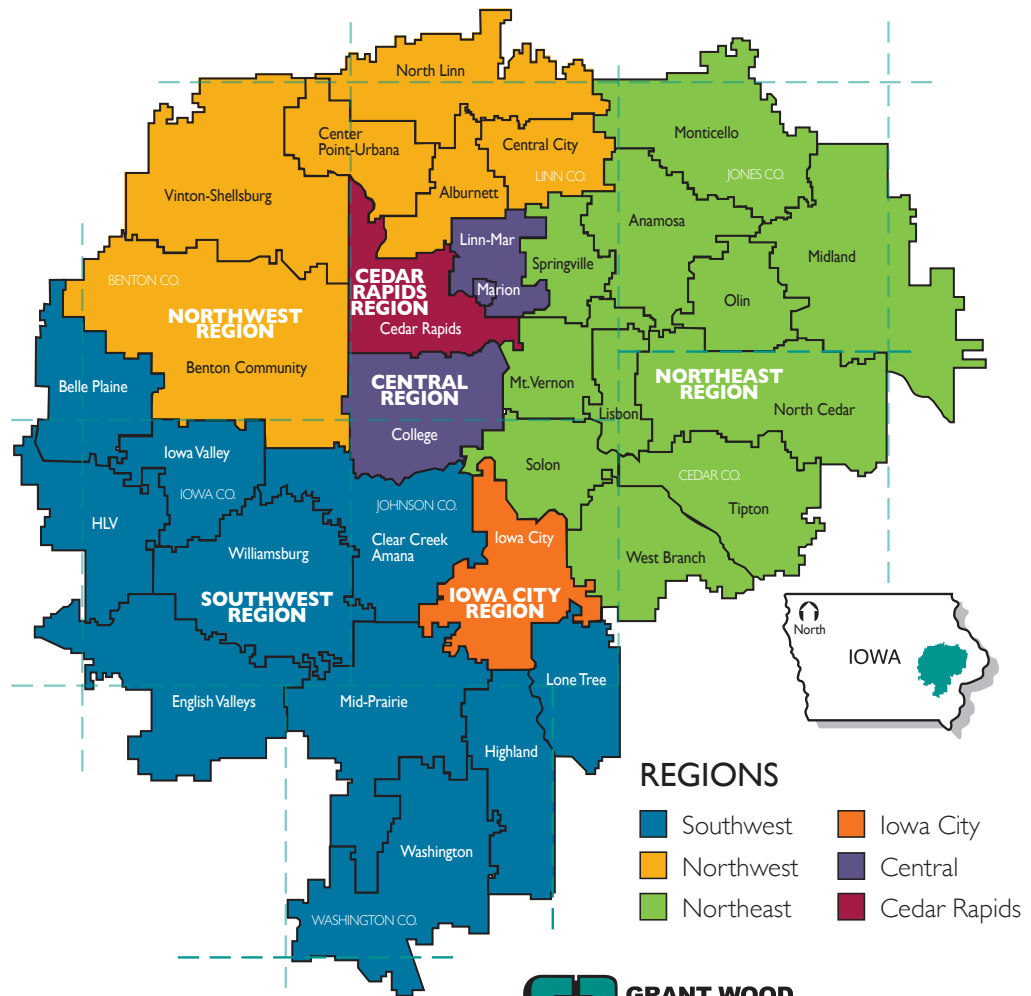 North Linn
Center
Point-Urbana
Central City
LINN CO.
Monticello
JONES CO.
Vinton-Shellsburg
Alburnett
Anamosa
Linn-Mar
Springville
Midland
BENTON CO.
CEDAR
RAPIDS
REGION
Marion
Olin
NORTHWEST
REGION
Cedar Rapids
Benton Community
Belle Plaine
CENTRAL
REGION
Mt.Vernon
NORTHEAST
REGION
Lisbon
North Cedar
College
Iowa Valley
Solon
CEDAR CO.
IOWA CO.
JOHNSON CO.
HLV
Tipton
Williamsburg
Clear Creek
Amana
Iowa City
West Branch
SOUTHWEST
REGION
IOWA CITY
REGION
North
IOWA
Lone Tree
English Valleys
Mid-Prairie
Highland
Washington
WASHINGTON CO.
REGIONS
Southwest
Northwest
Northeast
Iowa City
Central
Cedar Rapids
GRANT WOOD